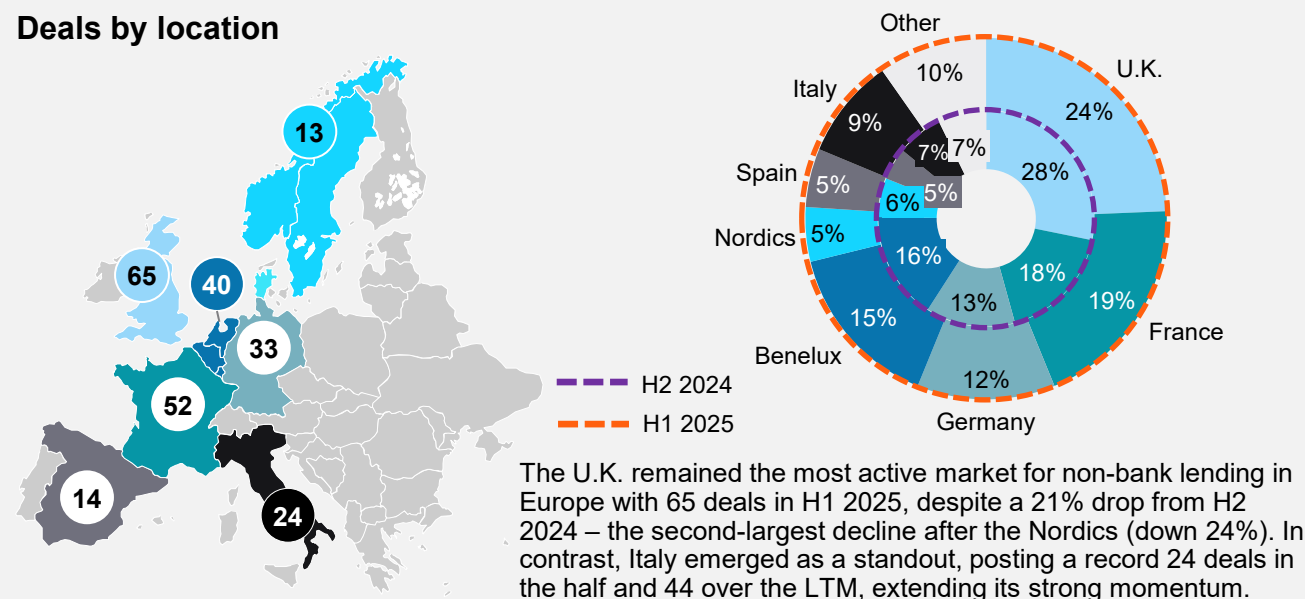 Deals by location
13
65
40
33
52
14
24
Other
U.K.
Italy
10%
24%
9%
7%
7%
28%
Spain
5%
5%
6%
Nordics
5%
16%
18%
13%
19%
15%
France
Benelux
12%
Germany
H2 2024
H1 2025
The U.K. remained the most active market for non-bank lending in
Europe with 65 deals in H1 2025, despite a 21% drop from H2
2024 – the second-largest decline after the Nordics (down 24%). In
contrast, Italy emerged as a standout, posting a record 24 deals in
the half and 44 over the LTM, extending its strong momentum.